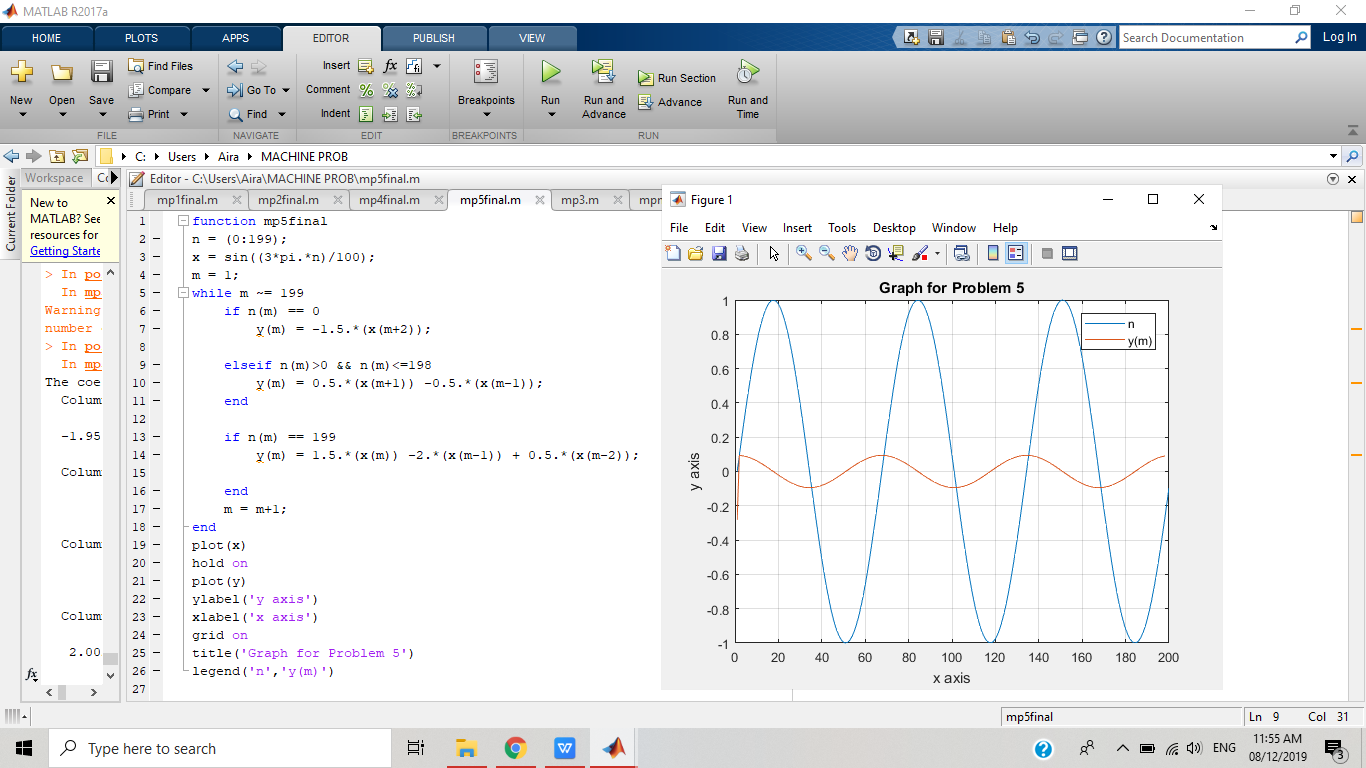 MATLAB R2017a
HOME PLOTS APPS EDITOR PUBLISH VIEW
Search Documentation
Log In
New Open Save
Find Files
Compare
Print
Go To
Find
Insert fx
Comment
Indent
Breakpoints
Run Run and Advance
Run Section
Advance
Run and Time
FILE NAVIGATE EDIT BREAKPOINTS RUN
C: Users Aira MACHINE PROB
Current Folder
Workspace
New to
MATLAB? See
resources for
Getting Starte
> In po
In mp
Warning
number
> In po
In mp
The coe
Colum
-1.95
Colum
Colum
Colum
2.00
fx
Editor - C:\Users\Aira\MACHINE PROB\mp5final.m
mp1final.m mp2final.m mp4final.m mp5final.m mp3.m mpr
1 function mp5final
2 n = (0:199);
3 x = sin((3*pi.*n)/100);
4 m = 1;
5 while m ~= 199
6 if n(m) == 0
7 y(m) = -1.5.*(x(m+2));
8
9 elseif n(m)>0 && n(m)<=198
10 y(m) = 0.5.*(x(m+1)) -0.5.*(x(m-1));
11 end
12
13 if n(m) == 199
14 y(m) = 1.5.*(x(m)) -2.*(x(m-1)) + 0.5.*(x(m-2));
15
16 end
17 m = m+1;
18 end
19 plot(x)
20 hold on
21 plot(y)
22 ylabel('y axis')
23 xlabel('x axis')
24 grid on
25 title('Graph for Problem 5')
26 legend('n','y(m)')
27
Figure 1
File Edit View Insert Tools Desktop Window Help
Graph for Problem 5
n
y(m)
y axis
1
0.8
0.6
0.4
0.2
0
-0.2
-0.4
-0.6
-0.8
-1
0 20 40 60 80 100 120 140 160 180 200
x axis
mp5final
Ln 9 Col 31
Type here to search
ENG
11:55 AM
08/12/2019
3